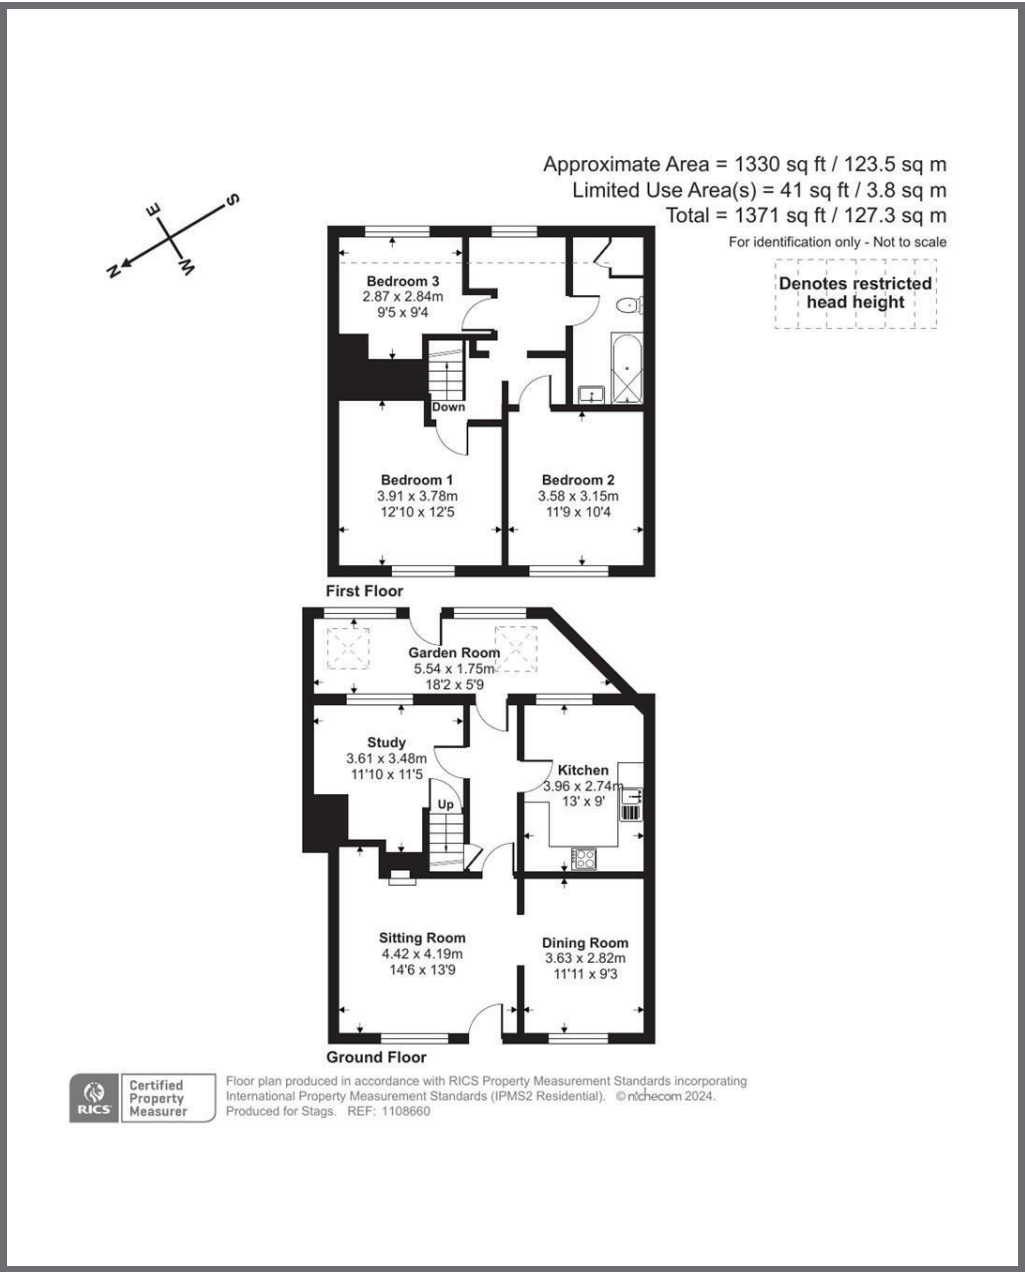 Approximate Area = 1330 sq ft / 123.5 sq m
Limited Use Area(s) = 41 sq ft / 3.8 sq m
Total = 1371 sq ft / 127.3 sq m
For identification only - Not to scale
Denotes restricted
head height
E
S
N
W
Bedroom 3
2.87 x 2.84m
9'5 x 9'4
Down
Bedroom 1
3.91 x 3.78m
12'10 x 12'5
Bedroom 2
3.58 x 3.15m
11'9 x 10'4
First Floor
Garden Room
5.54 x 1.75m
18'2 x 5'9
Study
3.61 x 3.48m
11'10 x 11'5
Up
Kitchen
3.96 x 2.74m
13' x 9'
Sitting Room
4.42 x 4.19m
14'6 x 13'9
Dining Room
3.63 x 2.82m
11'11 x 9'3
Ground Floor
RICS
Certified
Property
Measurer
Floor plan produced in accordance with RICS Property Measurement Standards incorporating
International Property Measurement Standards (IPMS2 Residential). © nichecom 2024.
Produced for Stags. REF: 1108660